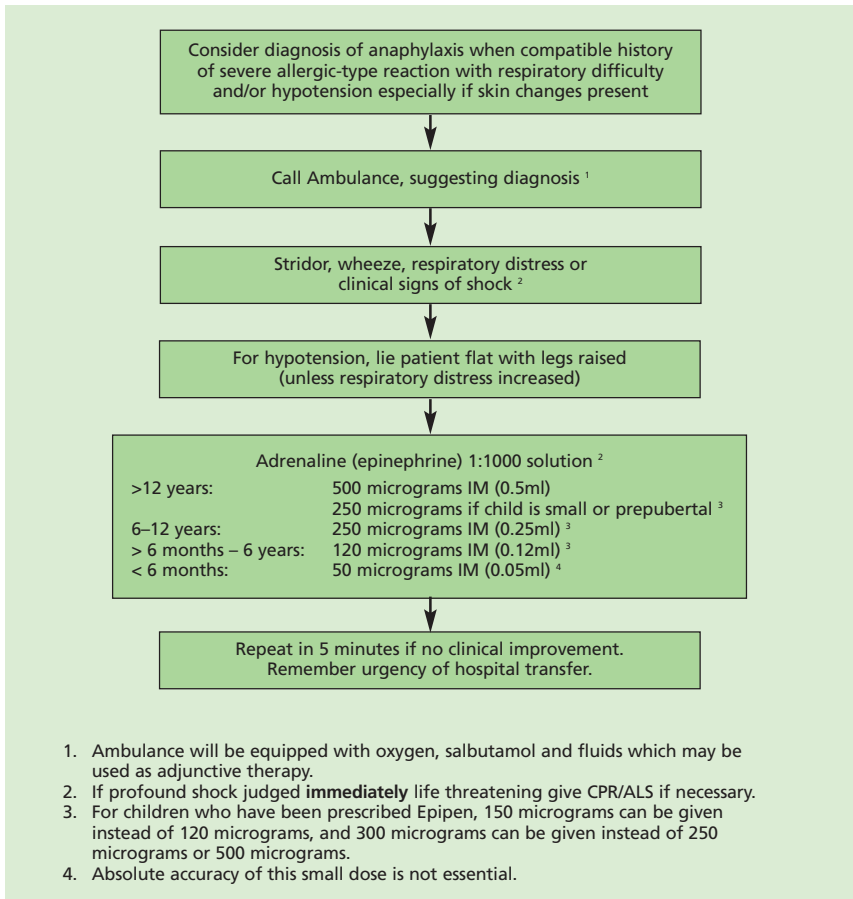 Consider diagnosis of anaphylaxis when compatible history
of severe allergic-type reaction with respiratory difficulty
and/or hypotension especially if skin changes present
Call Ambulance, suggesting diagnosis ¹
Stridor, wheeze, respiratory distress or
clinical signs of shock ²
For hypotension, lie patient flat with legs raised
(unless respiratory distress increased)
Adrenaline (epinephrine) 1:1000 solution ²
>12 years: 500 micrograms IM (0.5ml)
250 micrograms if child is small or prepubertal ³
6–12 years: 250 micrograms IM (0.25ml) ³
> 6 months – 6 years: 120 micrograms IM (0.12ml) ³
< 6 months: 50 micrograms IM (0.05ml) ⁴
Repeat in 5 minutes if no clinical improvement.
Remember urgency of hospital transfer.
1. Ambulance will be equipped with oxygen, salbutamol and fluids which may be
used as adjunctive therapy.
2. If profound shock judged immediately life threatening give CPR/ALS if necessary.
3. For children who have been prescribed Epipen, 150 micrograms can be given
instead of 120 micrograms, and 300 micrograms can be given instead of 250
micrograms or 500 micrograms.
4. Absolute accuracy of this small dose is not essential.